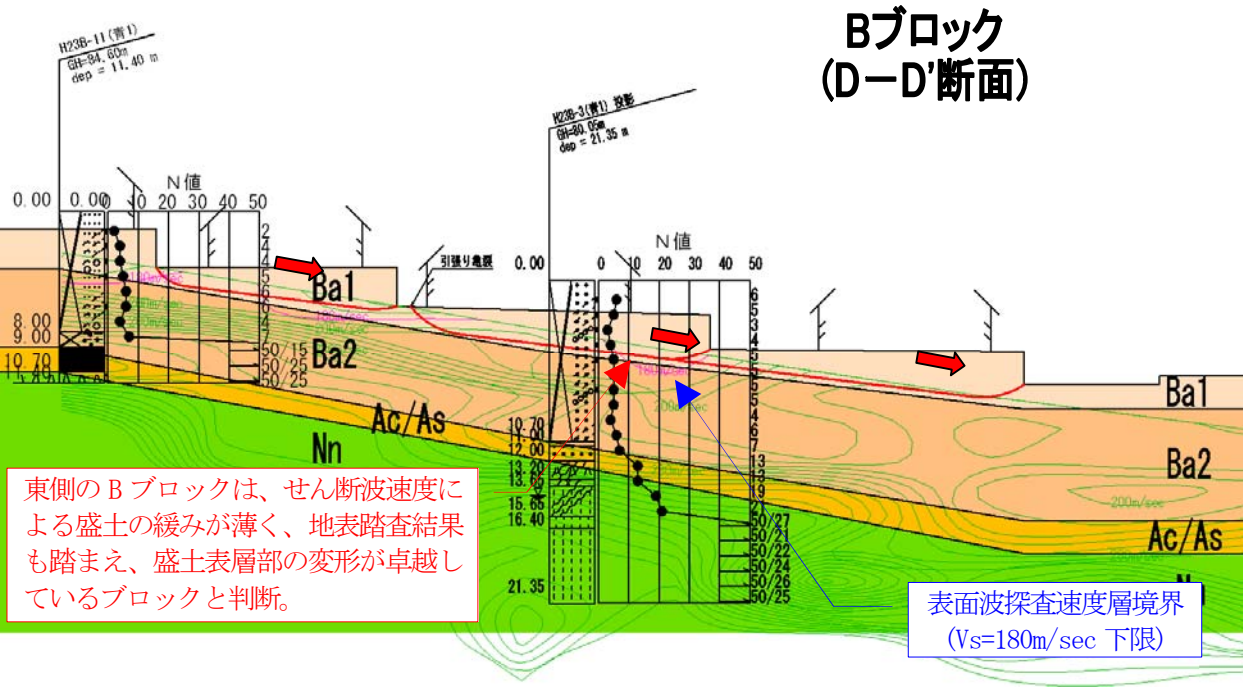 Bブロック
(D－D'断面)
H23B-11(青1)
GH=94.60m
dep = 11.40 m
H23B-3(青1) 投影
GH=80.05m
dep = 21.35 m
N値
0.00 0.00 0 10 20 30 40 50
2
4
4
5
6
6
4
7
50/15
50/25
50/25
8.00
9.00
10.70
11.40
引張り亀裂
N値
0.00 0 10 20 30 40 50
6
5
3
4
5
5
5
5
4
6
7
13
13
19
21
50/27
50/21
50/22
50/24
50/26
50/25
10.70
12.00
13.20
13.65
15.65
16.40
21.35
180m/sec
200m/sec
200m/sec
Ba1
Ba2
Ac/As
Nn
Ba1
Ba2
Ac/As
東側の B ブロックは、せん断波速度に
よる盛土の緩みが薄く、地表踏査結果
も踏まえ、盛土表層部の変形が卓越し
ているブロックと判断。
表面波探査速度層境界
(Vs=180m/sec 下限)